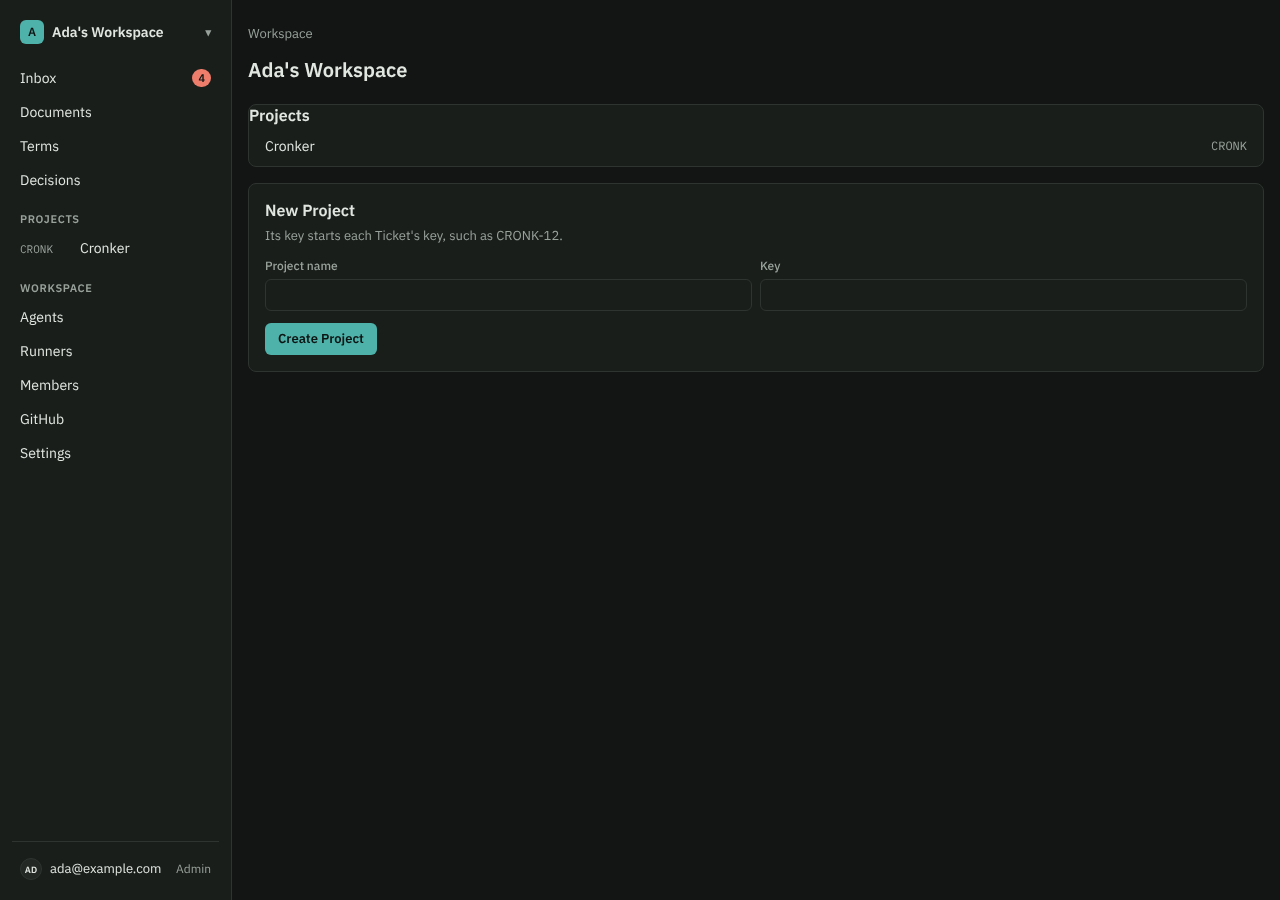 A Ada's Workspace ▾
Inbox 4
Documents
Terms
Decisions
PROJECTS
CRONK Cronker
WORKSPACE
Agents
Runners
Members
GitHub
Settings
AD ada@example.com Admin
Workspace
Ada's Workspace
Projects
Cronker CRONK
New Project
Its key starts each Ticket's key, such as CRONK-12.
Project name Key
Create Project